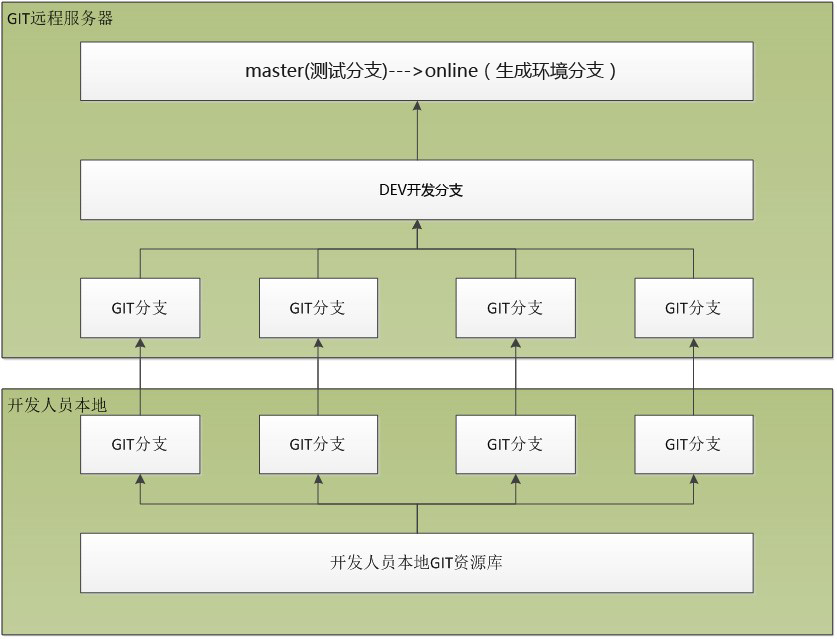 GIT远程服务器
master(测试分支)--->online（生成环境分支）
DEV开发分支
GIT分支
GIT分支
GIT分支
GIT分支
开发人员本地
GIT分支
GIT分支
GIT分支
GIT分支
开发人员本地GIT资源库